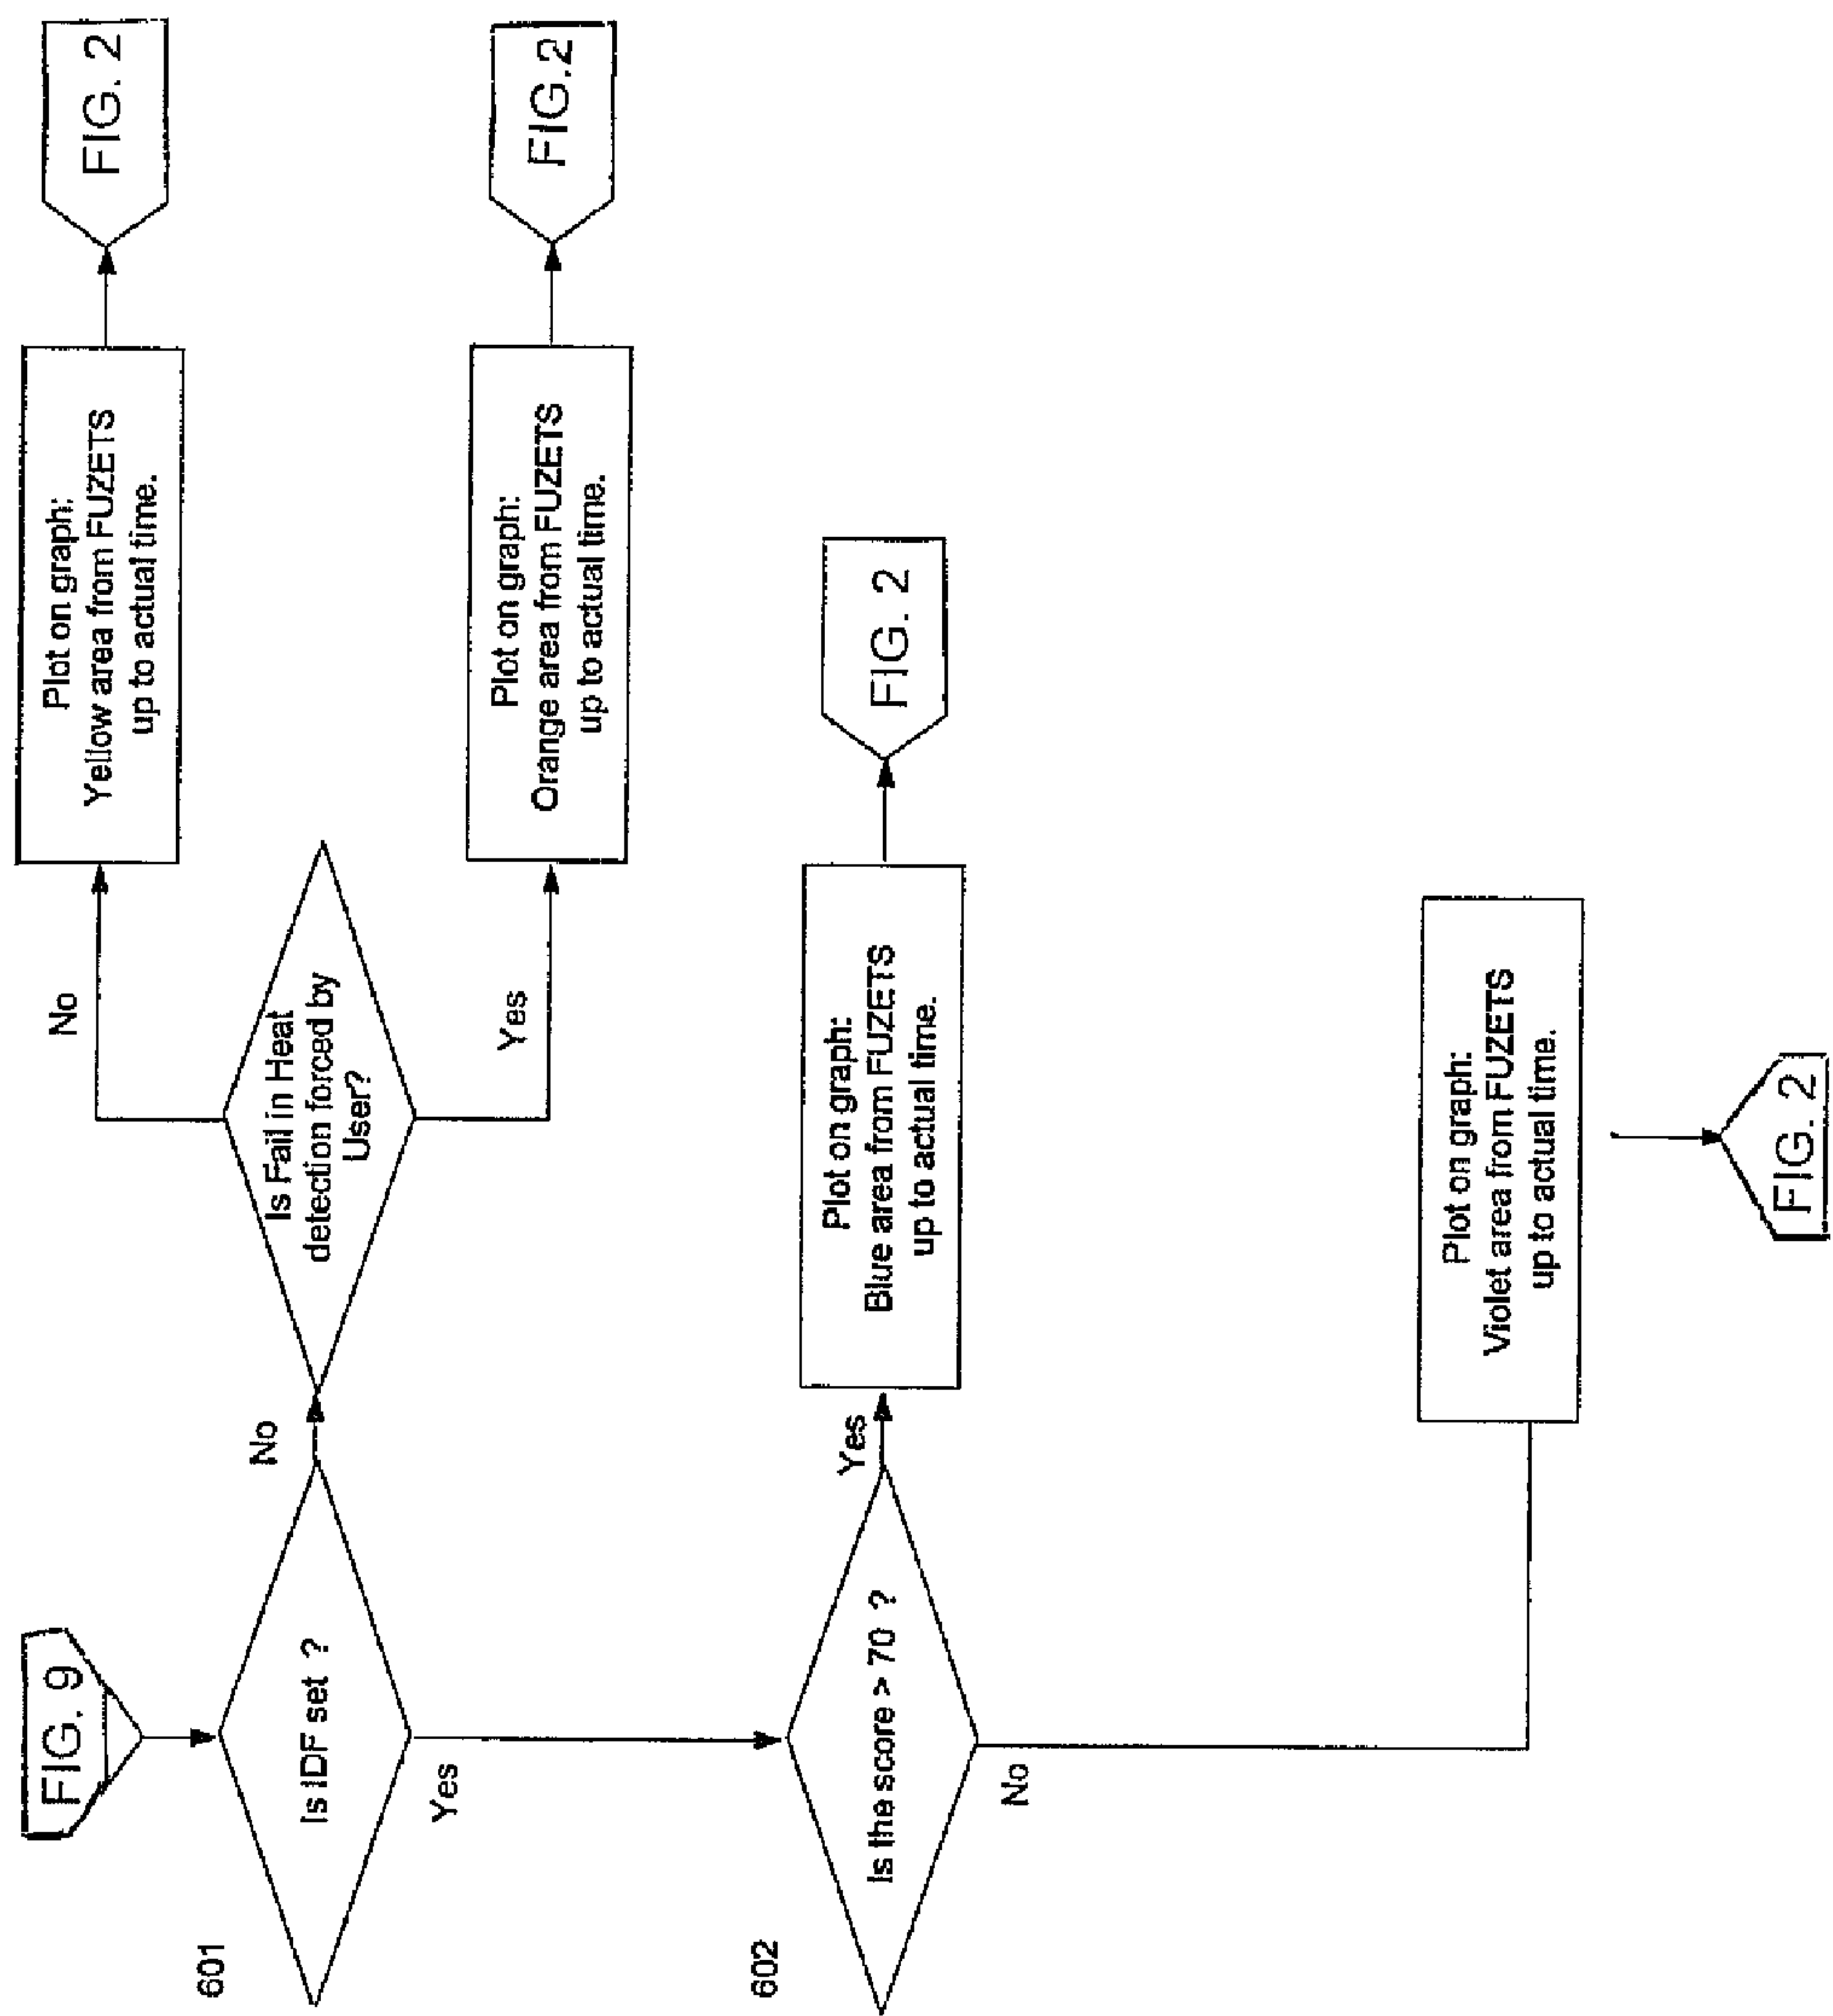 FIG. 9
601
Is IDF set ?
No
Yes
Is Fail in Heat
detection forced by
User?
No
Plot on graph:
Yellow area from FUZETS
up to actual time.
FIG. 2
Yes
Plot on graph:
Orange area from FUZETS
up to actual time.
FIG.2
602
Is the score > 70 ?
Yes
Plot on graph:
Blue area from FUZETS
up to actual time.
FIG. 2
No
Plot on graph:
Violet area from FUZETS
up to actual time.
FIG. 2